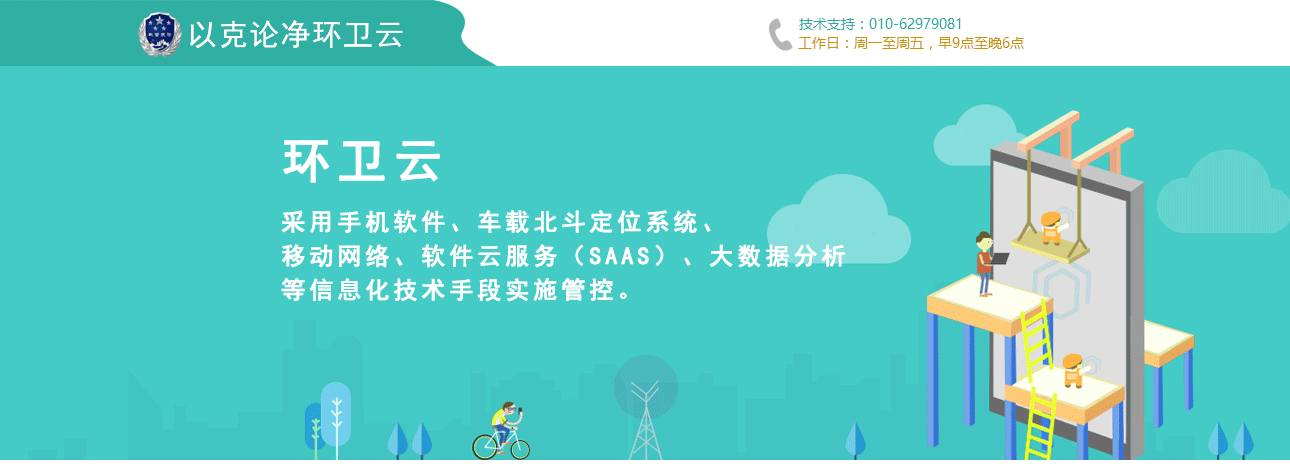 以克论净环卫云
技术支持：010-62979081
工作日：周一至周五，早9点至晚6点
环卫云
采用手机软件、车载北斗定位系统、
移动网络、软件云服务（SAAS）、大数据分析
等信息化技术手段实施管控。